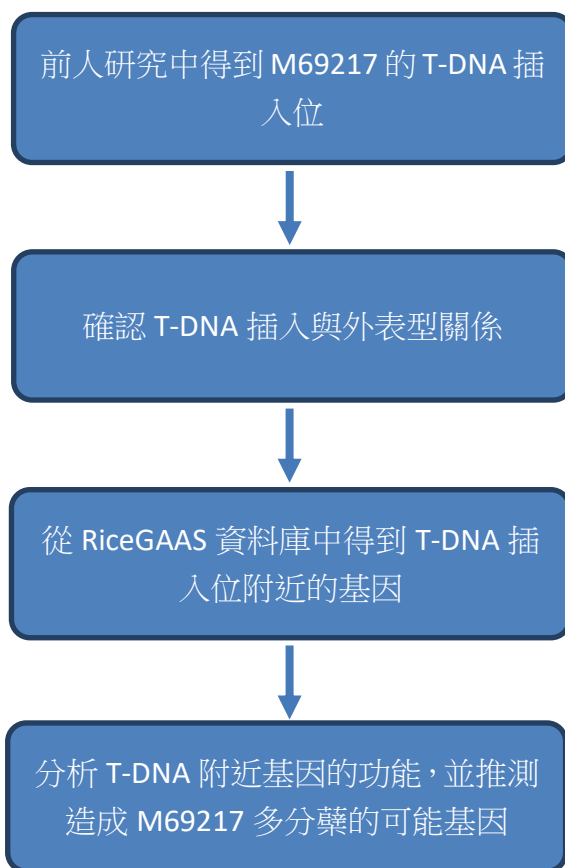 前人研究中得到 M69217 的 T-DNA 插
入位
確認 T-DNA 插入與外表型關係
從 RiceGAAS 資料庫中得到 T-DNA 插
入位附近的基因
分析 T-DNA 附近基因的功能，並推測
造成 M69217 多分蘗的可能基因